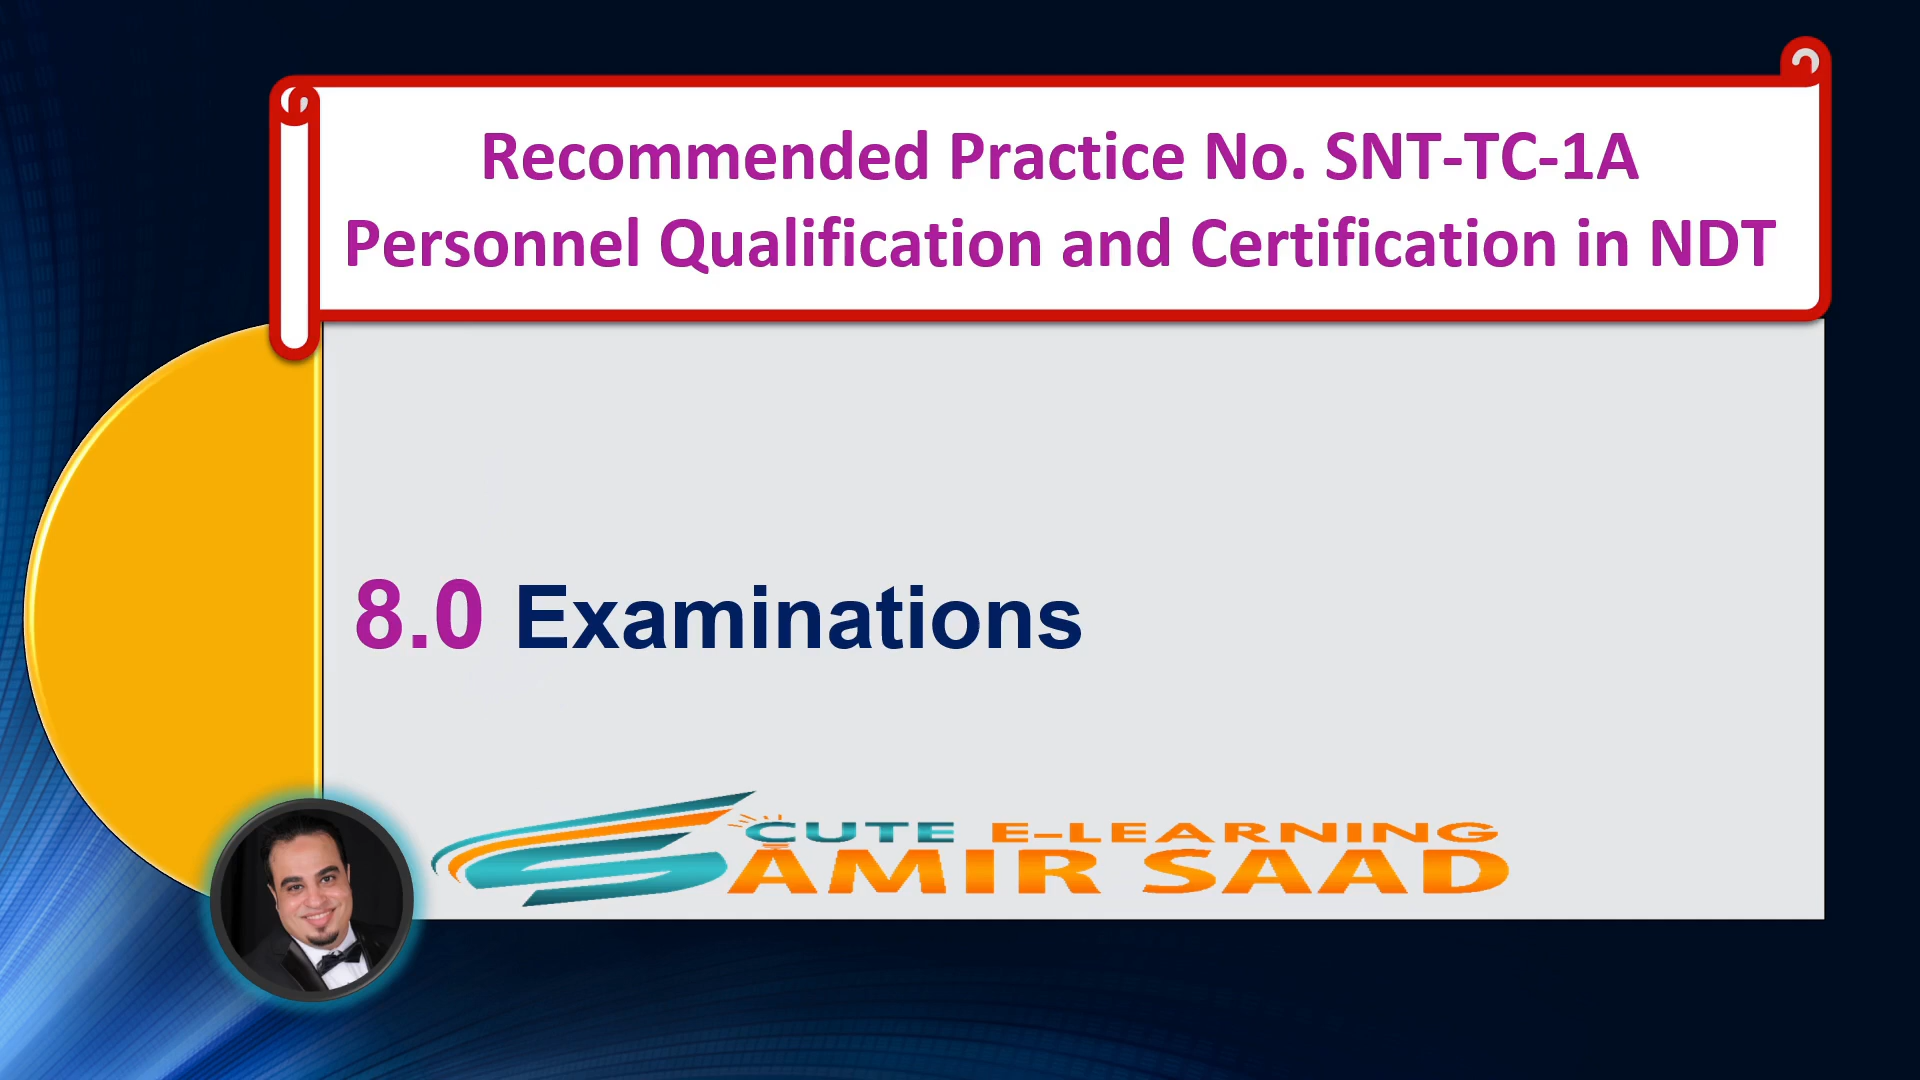 Recommended Practice No. SNT-TC-1A
Personnel Qualification and Certification in NDT
8.0 Examinations
CUTE E-LEARNING
SAMIR SAAD